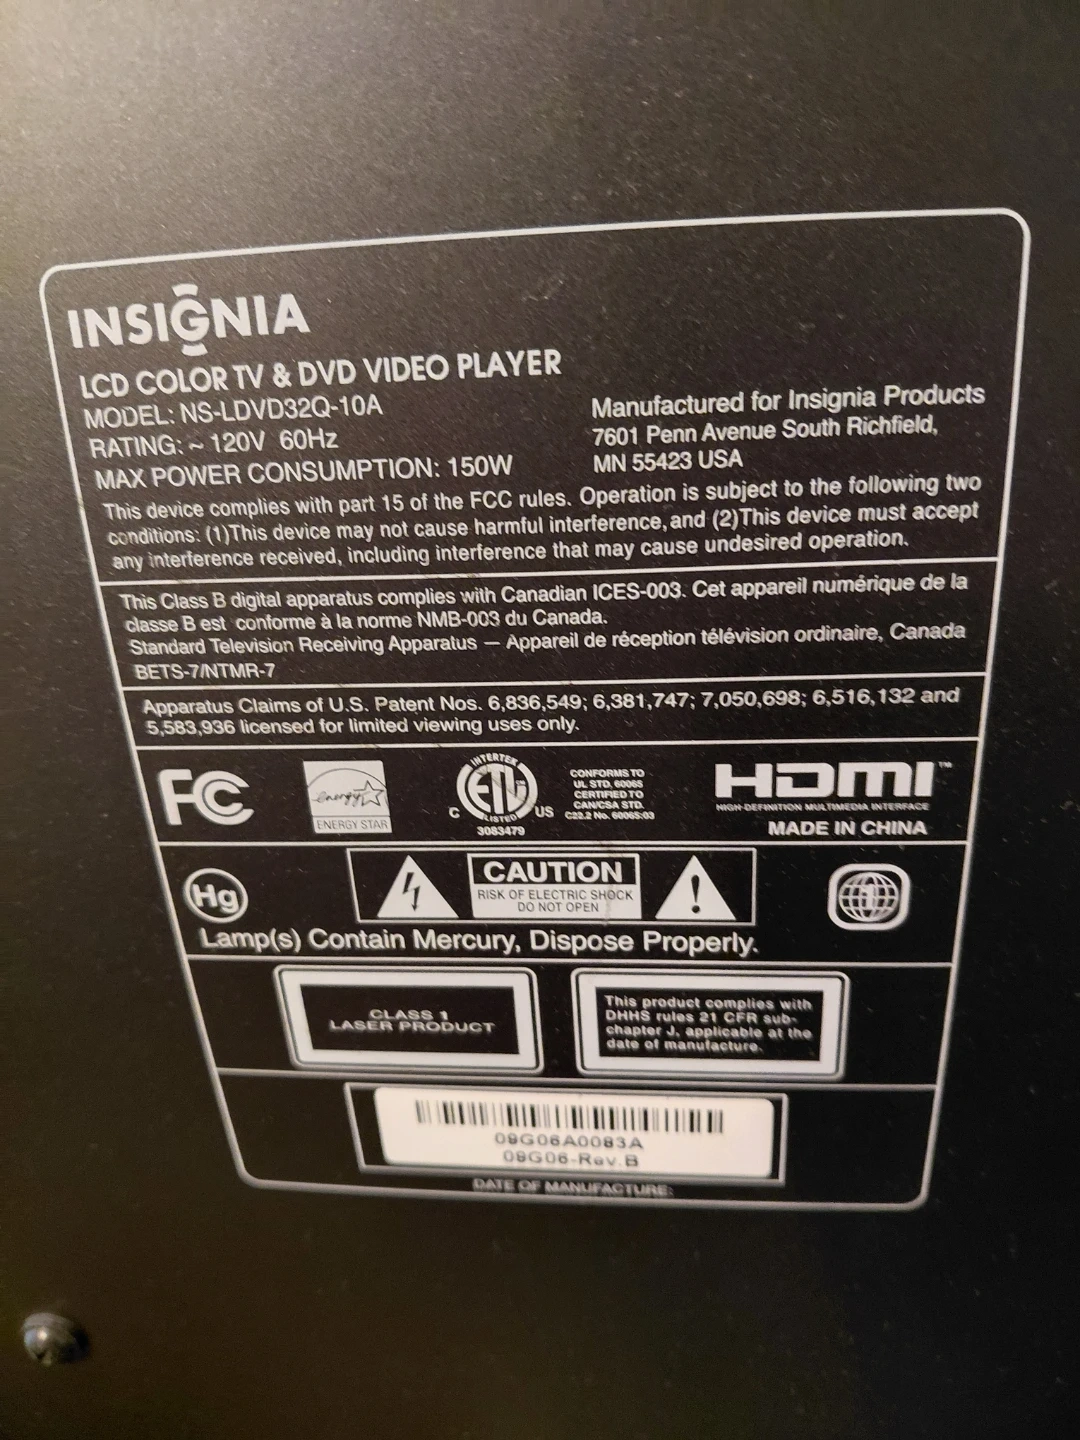 INSIGNIA
LCD COLOR TV & DVD VIDEO PLAYER
MODEL: NS-LDVD32Q-10A
RATING: ~ 120V 60Hz
MAX POWER CONSUMPTION: 150W
Manufactured for Insignia Products
7601 Penn Avenue South Richfield,
MN 55423 USA
This device complies with part 15 of the FCC rules. Operation is subject to the following two
conditions: (1)This device may not cause harmful interference, and (2)This device must accept
any interference received, including interference that may cause undesired operation.
This Class B digital apparatus complies with Canadian ICES-003. Cet appareil numérique de la
classe B est conforme à la norme NMB-003 du Canada.
Standard Television Receiving Apparatus — Appareil de réception télévision ordinaire, Canada
BETS-7/NTMR-7
Apparatus Claims of U.S. Patent Nos. 6,836,549; 6,381,747; 7,050,698; 6,516,132 and
5,583,936 licensed for limited viewing uses only.
FC
energy
ENERGY STAR
INTERTEK
ETL
LISTED
C US
3083479
CONFORMS TO
UL STD. 60065
CERTIFIED TO
CAN/CSA STD.
C22.2 No. 60065:03
HDMI™
HIGH-DEFINITION MULTIMEDIA INTERFACE
MADE IN CHINA
Hg
CAUTION
RISK OF ELECTRIC SHOCK
DO NOT OPEN
!
1
Lamp(s) Contain Mercury, Dispose Properly.
CLASS 1
LASER PRODUCT
This product complies with
DHHS rules 21 CFR sub-
chapter J, applicable at the
date of manufacture.
09G06A0083A
09G06-Rev.B
DATE OF MANUFACTURE: